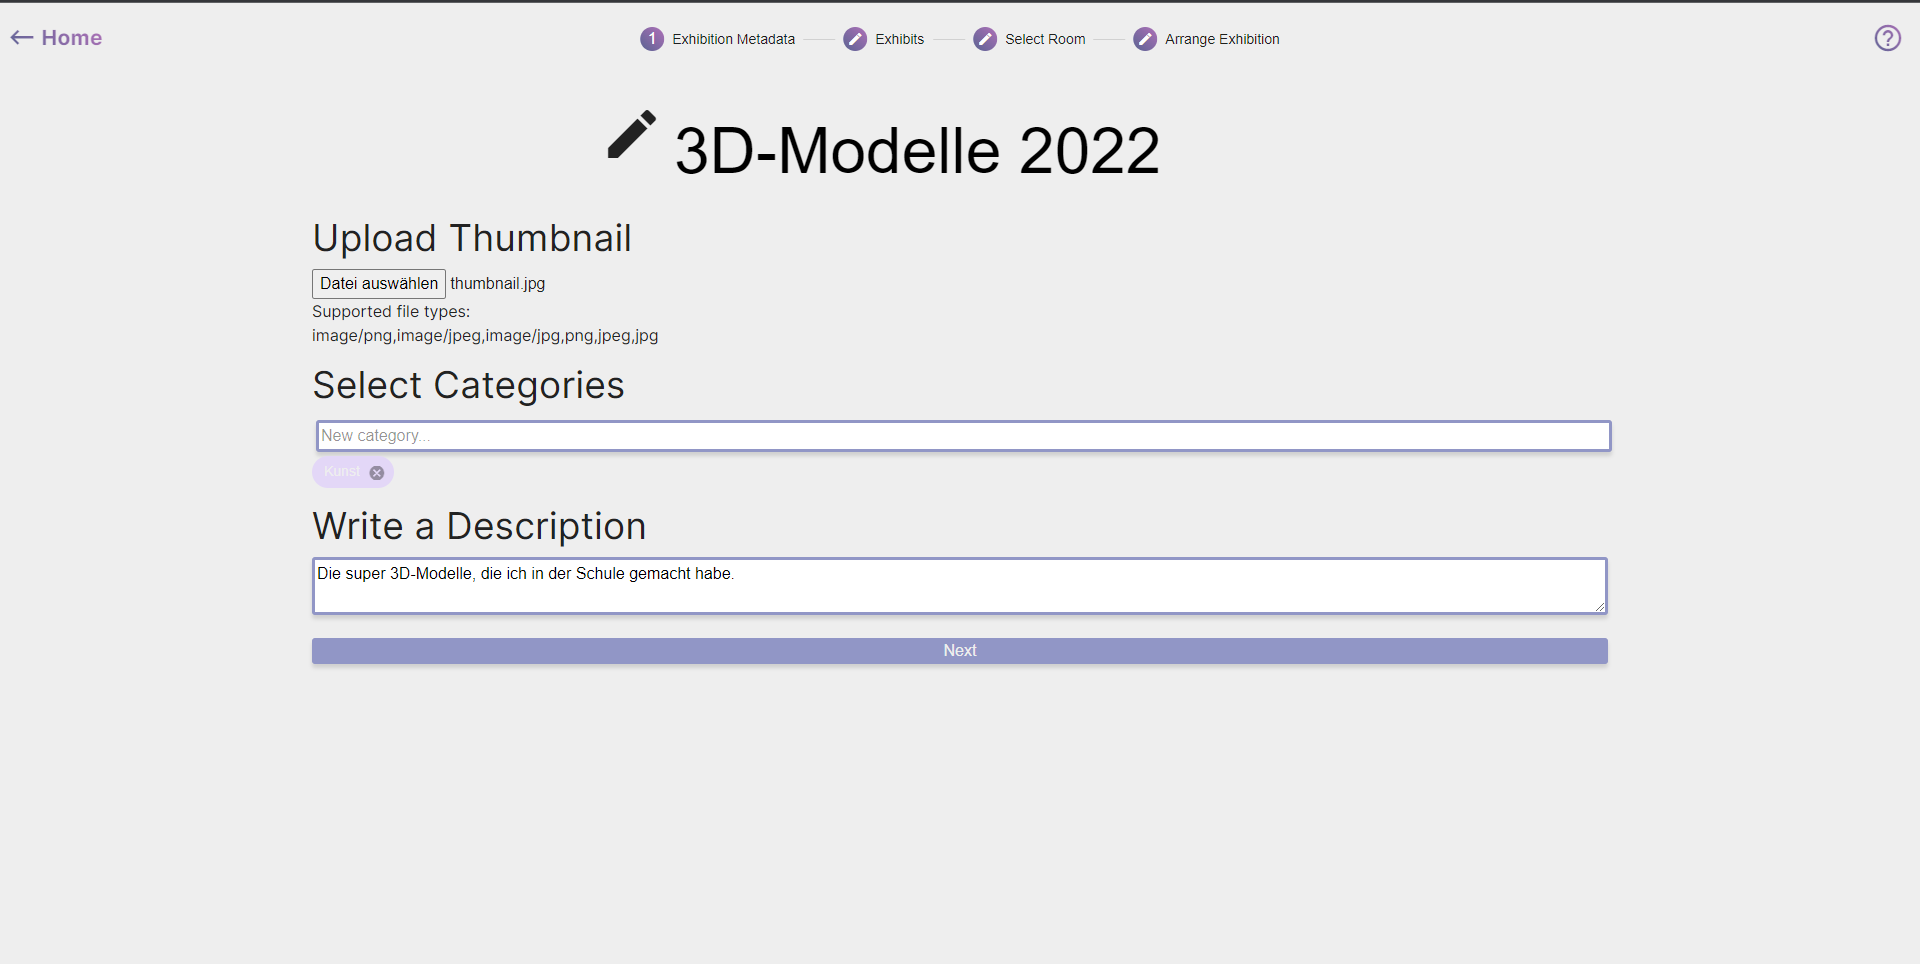 Home
1 Exhibition Metadata Exhibits Select Room Arrange Exhibition
?
3D-Modelle 2022
Upload Thumbnail
Datei auswählen thumbnail.jpg
Supported file types:
image/png,image/jpeg,image/jpg,png,jpeg,jpg
Select Categories
New category...
Kunst
Write a Description
Die super 3D-Modelle, die ich in der Schule gemacht habe.
Next